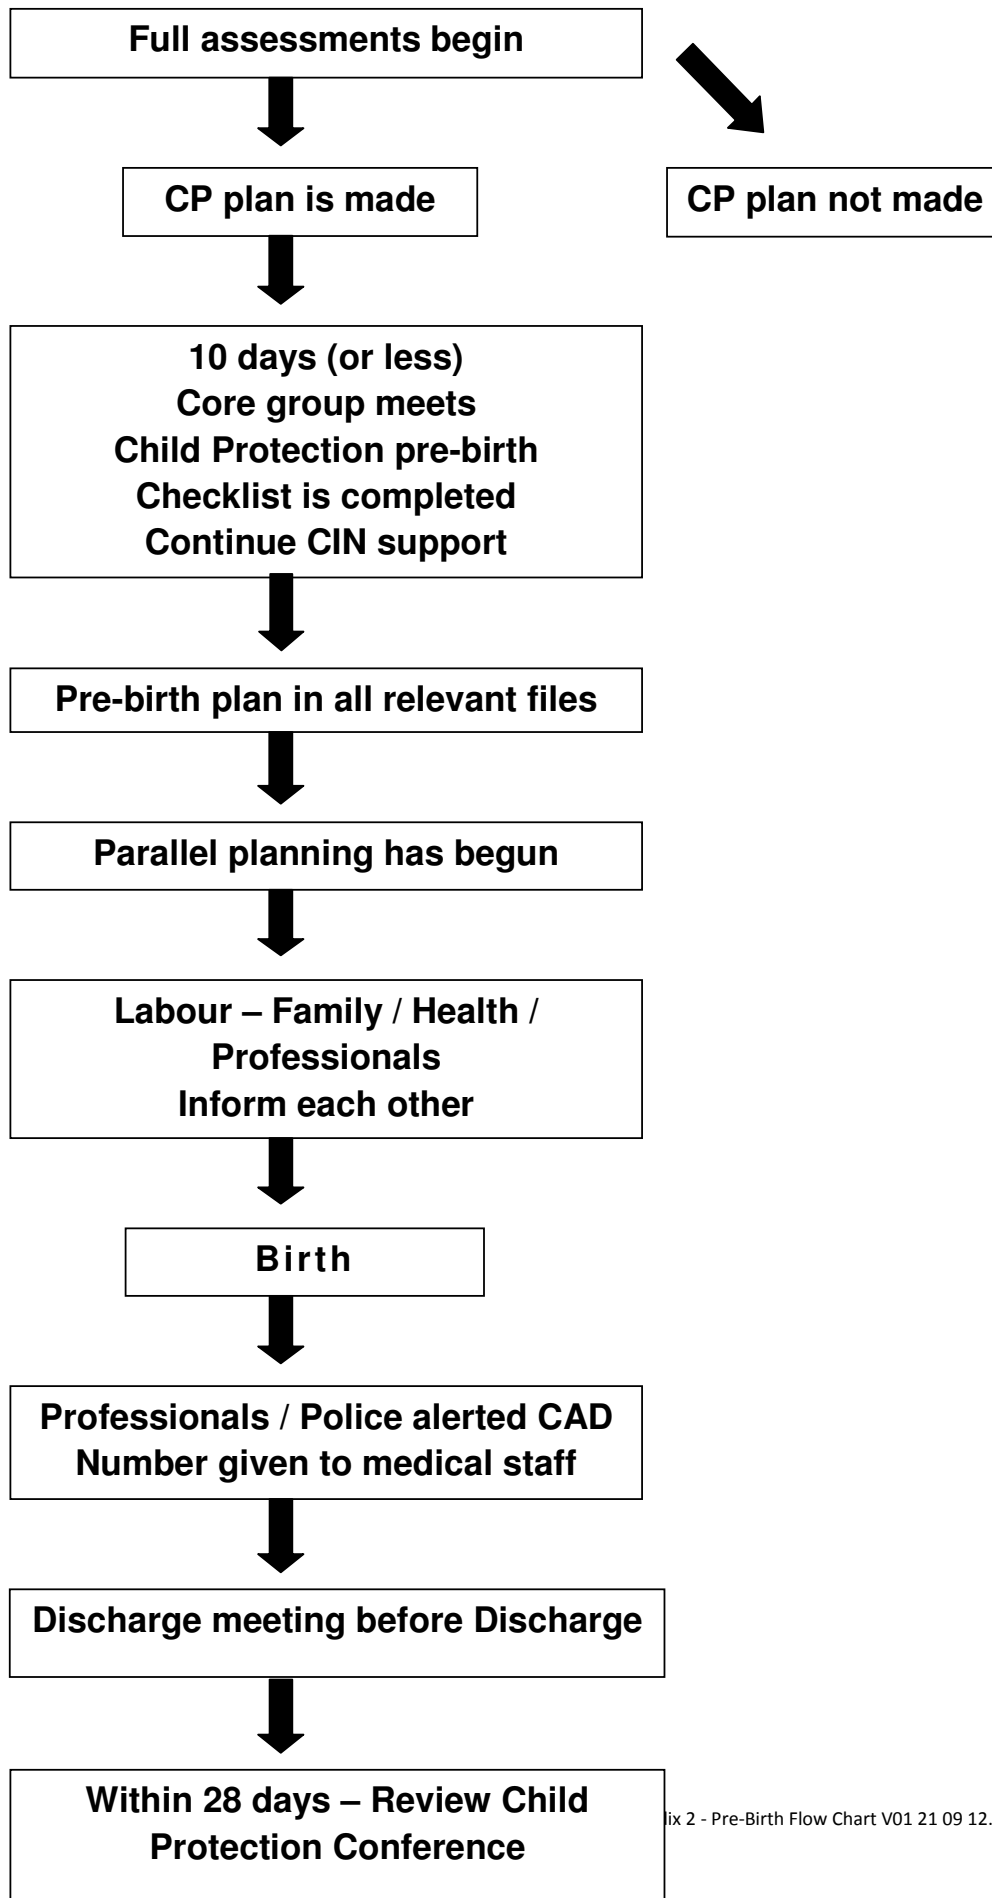 Full assessments begin
CP plan is made
CP plan not made
10 days (or less)
Core group meets
Child Protection pre-birth
Checklist is completed
Continue CIN support
Pre-birth plan in all relevant files
Parallel planning has begun
Labour – Family / Health /
Professionals
Inform each other
Birth
Professionals / Police alerted CAD
Number given to medical staff
Discharge meeting before Discharge
Within 28 days – Review Child
Protection Conference
2 - Pre-Birth Flow Chart V01 21 09 12.